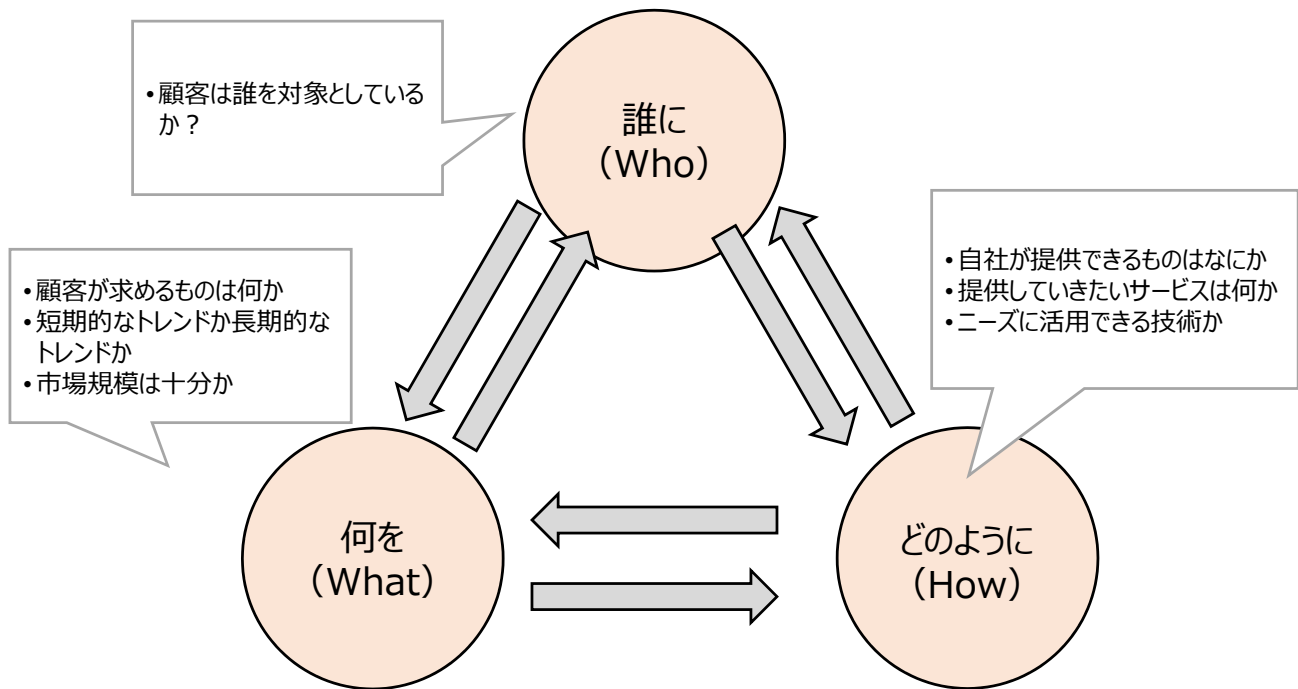 • 顧客は誰を対象としている
か？
誰に
（Who）
• 顧客が求めるものは何か
• 短期的なトレンドか長期的な
トレンドか
• 市場規模は十分か
• 自社が提供できるものはなにか
• 提供していきたいサービスは何か
• ニーズに活用できる技術か
何を
（What）
どのように
（How）